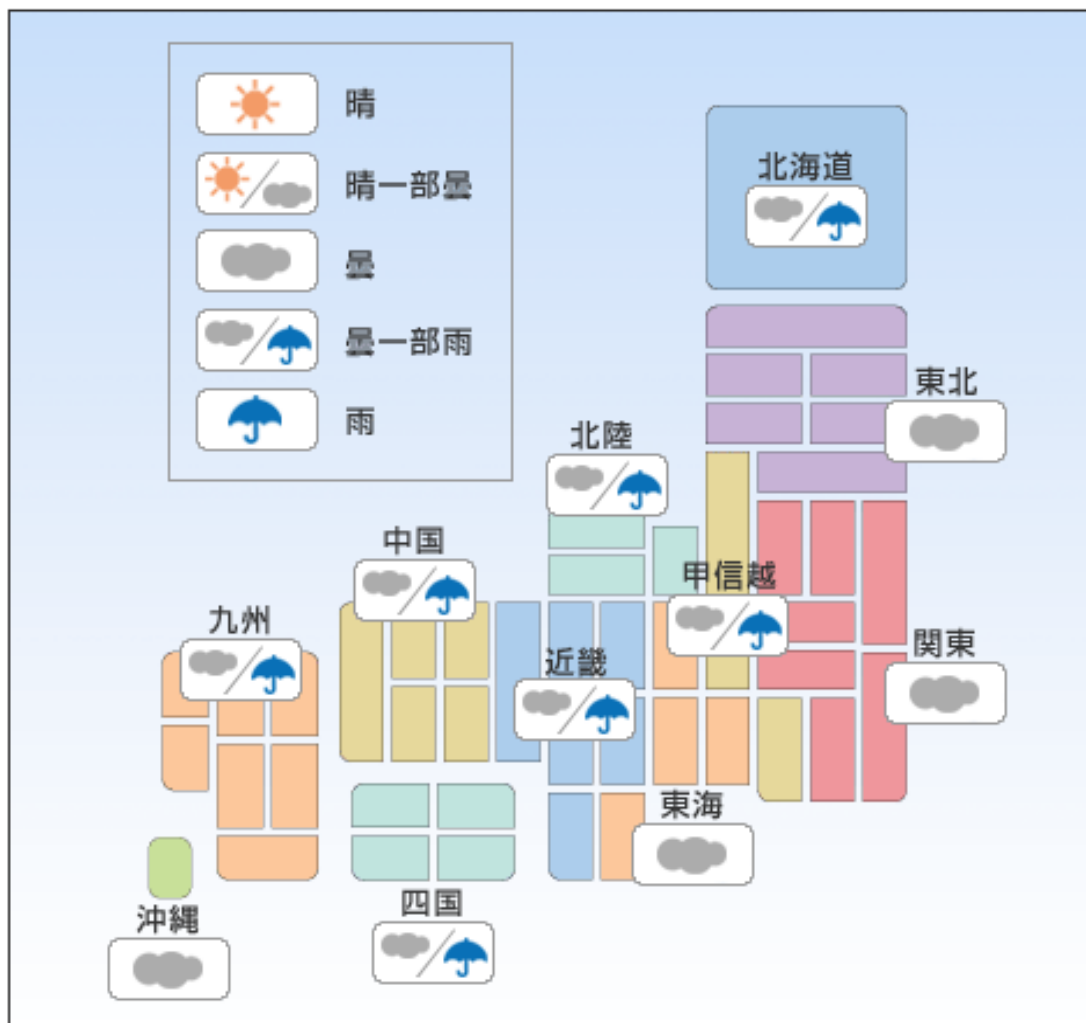 晴
晴一部曇
曇
曇一部雨
雨
北海道
東北
北陸
中国
甲信越
九州
近畿
関東
東海
四国
沖縄